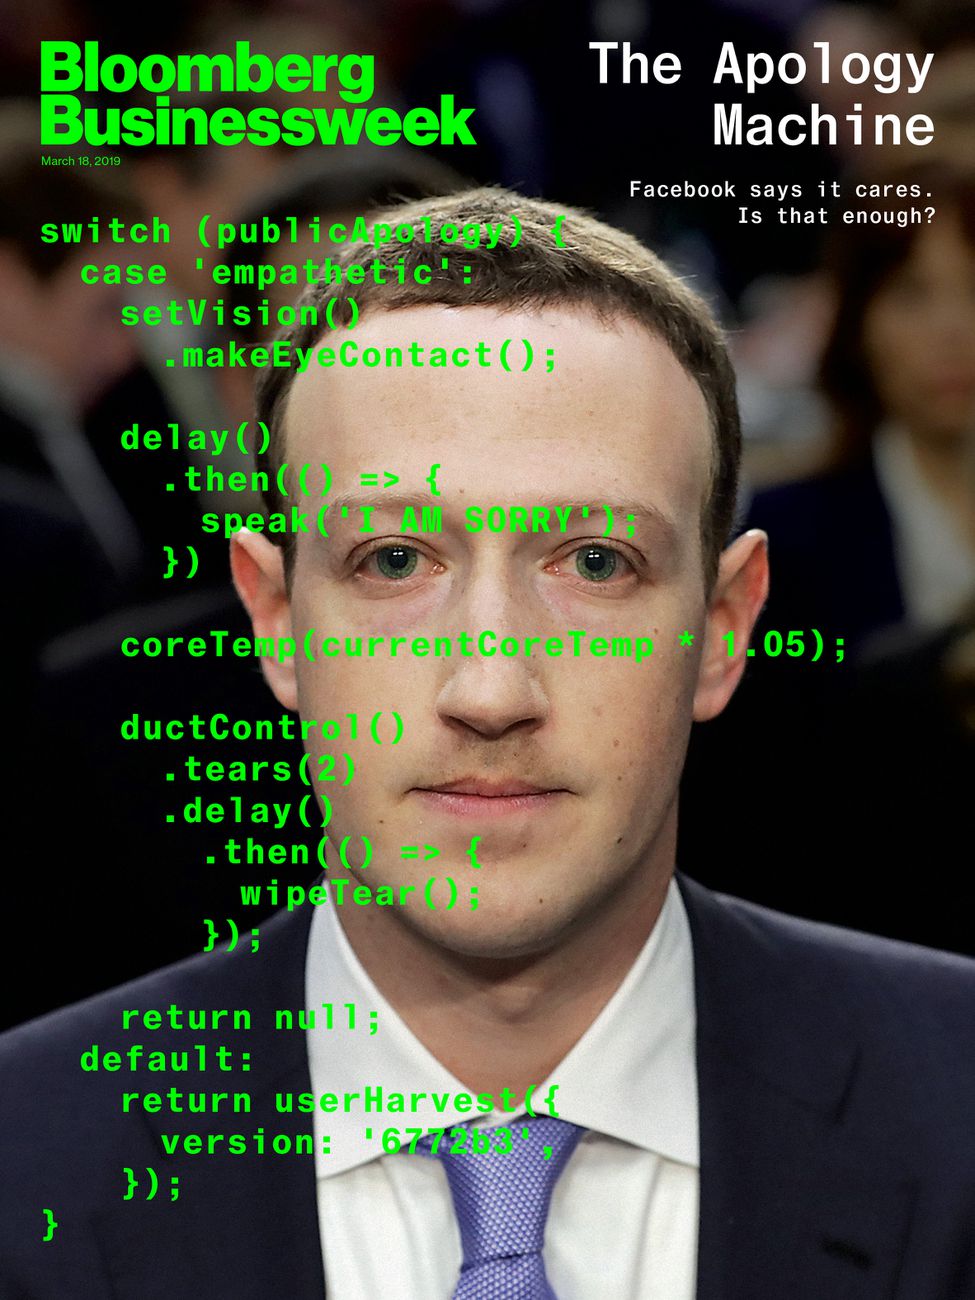 Bloomberg
Businessweek
March 18, 2019
The Apology
Machine
Facebook says it cares.
Is that enough?
switch (publicApology) {
case 'empathetic':
setVision()
.makeEyeContact();
delay()
.then(() => {
speak('I AM SORRY');
})
coreTemp(currentCoreTemp * 1.05);
ductControl()
.tears(2)
.delay()
.then(() => {
wipeTear();
});
return null;
default:
return userHarvest({
version: '6772b3',
});
}